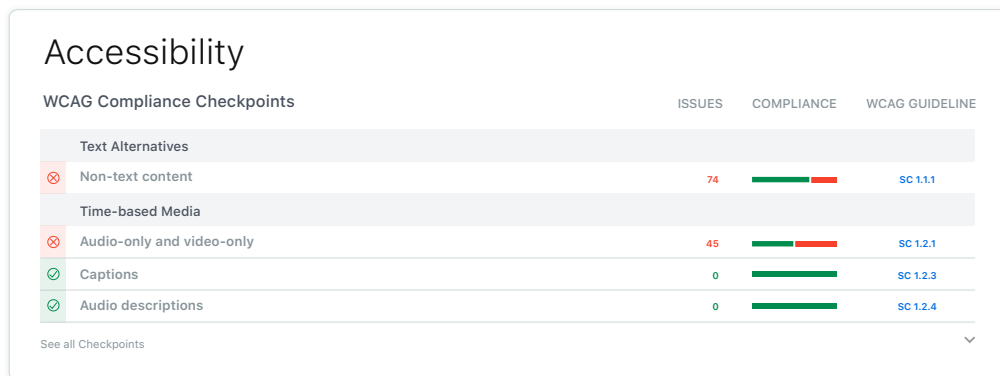 Accessibility
WCAG Compliance Checkpoints ISSUES COMPLIANCE WCAG GUIDELINE
Text Alternatives
Non-text content 74 SC 1.1.1
Time-based Media
Audio-only and video-only 45 SC 1.2.1
Captions 0 SC 1.2.3
Audio descriptions 0 SC 1.2.4
See all Checkpoints